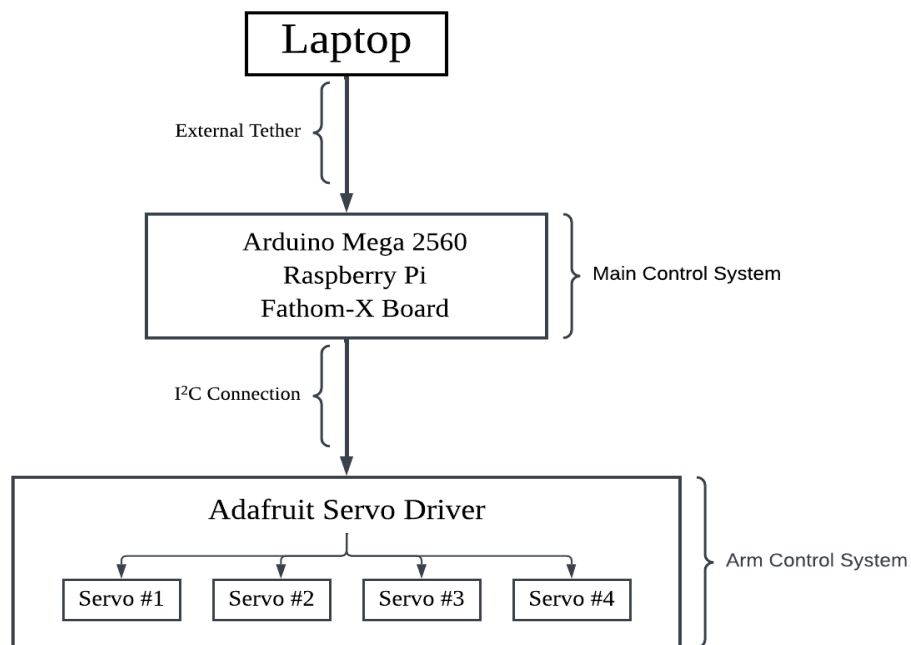 Laptop
External Tether
Arduino Mega 2560
Raspberry Pi
Fathom-X Board
Main Control System
I²C Connection
Adafruit Servo Driver
Arm Control System
Servo #1
Servo #2
Servo #3
Servo #4